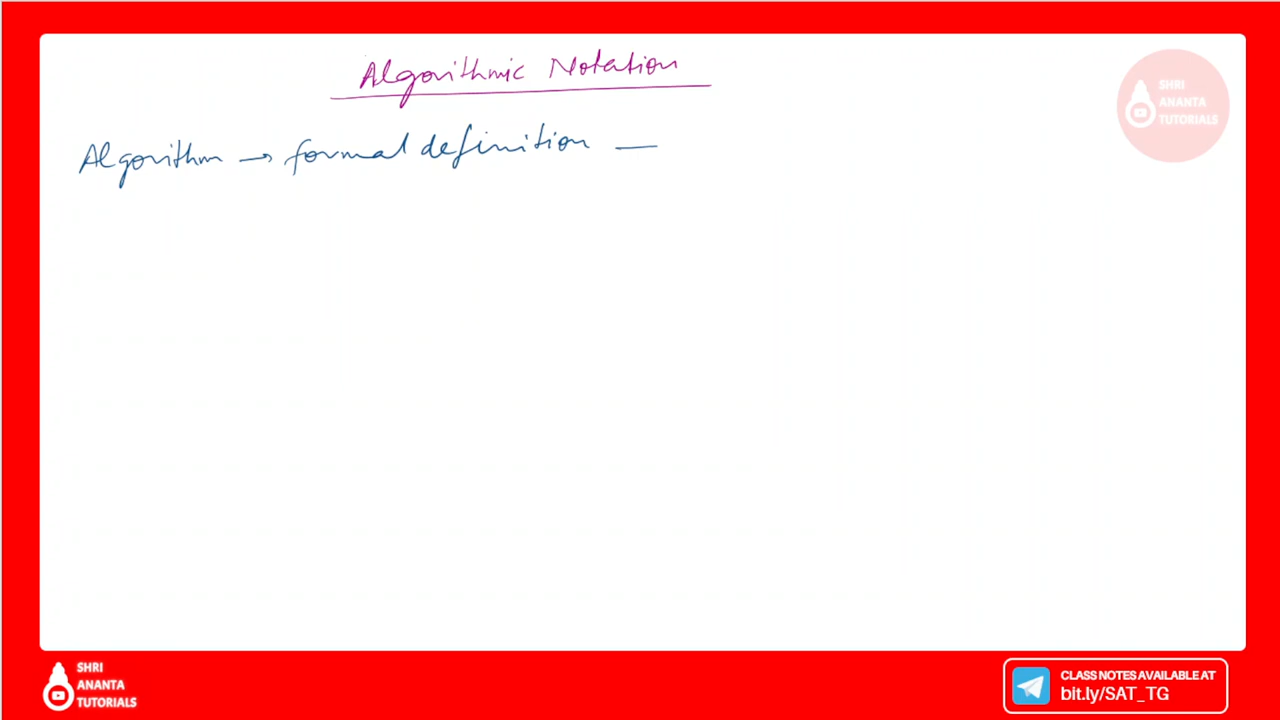 Algorithmic Notation
Algorithm → formal definition —
SHRI
ANANTA
TUTORIALS
SHRI
ANANTA
TUTORIALS
CLASS NOTES AVAILABLE AT
bit.ly/SAT_TG